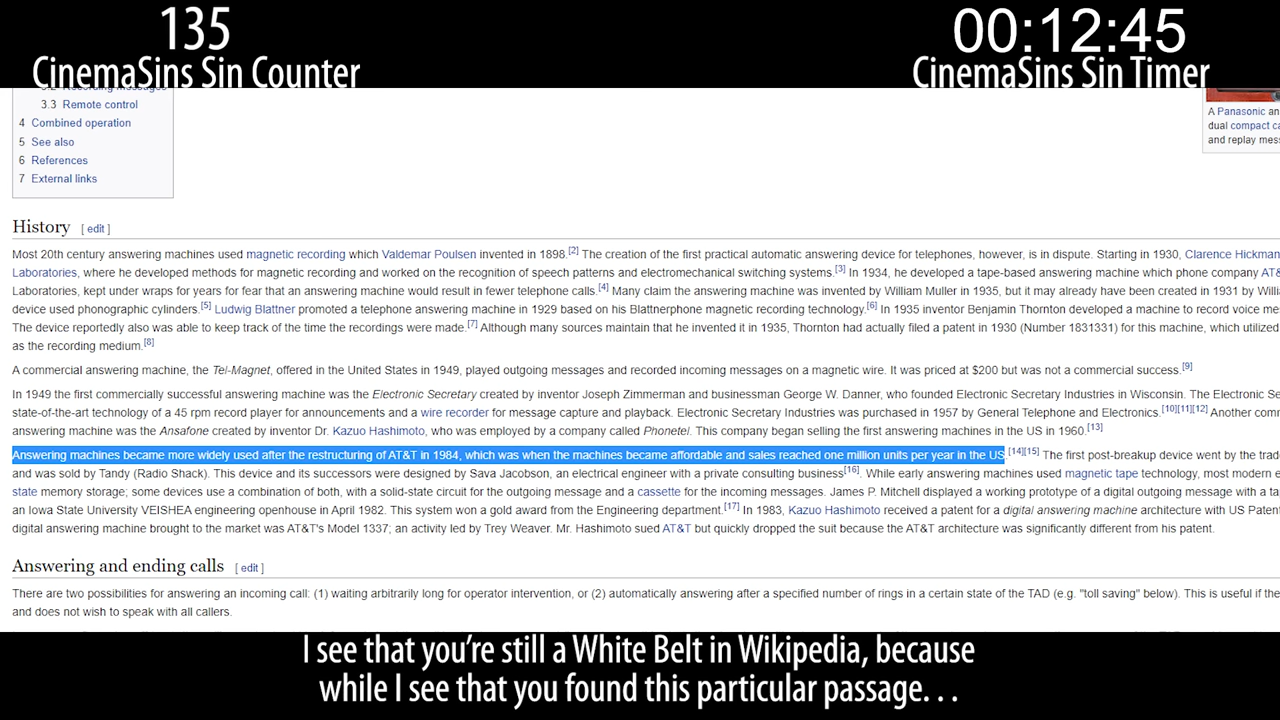 135
CinemaSins Sin Counter
00:12:45
CinemaSins Sin Timer
3.2 Recording messages
3.3 Remote control
4 Combined operation
5 See also
6 References
7 External links
A Panasonic an
dual compact ca
and replay mess
History [ edit ]
Most 20th century answering machines used magnetic recording which Valdemar Poulsen invented in 1898.[2] The creation of the first practical automatic answering device for telephones, however, is in dispute. Starting in 1930, Clarence Hickman
Laboratories, where he developed methods for magnetic recording and worked on the recognition of speech patterns and electromechanical switching systems.[3] In 1934, he developed a tape-based answering machine which phone company AT&
Laboratories, kept under wraps for years for fear that an answering machine would result in fewer telephone calls.[4] Many claim the answering machine was invented by William Muller in 1935, but it may already have been created in 1931 by Willi
device used phonographic cylinders.[5] Ludwig Blattner promoted a telephone answering machine in 1929 based on his Blattnerphone magnetic recording technology.[6] In 1935 inventor Benjamin Thornton developed a machine to record voice me
The device reportedly also was able to keep track of the time the recordings were made.[7] Although many sources maintain that he invented it in 1935, Thornton had actually filed a patent in 1930 (Number 1831331) for this machine, which utilized
as the recording medium.[8]
A commercial answering machine, the Tel-Magnet, offered in the United States in 1949, played outgoing messages and recorded incoming messages on a magnetic wire. It was priced at $200 but was not a commercial success.[9]
In 1949 the first commercially successful answering machine was the Electronic Secretary created by inventor Joseph Zimmerman and businessman George W. Danner, who founded Electronic Secretary Industries in Wisconsin. The Electronic Se
state-of-the-art technology of a 45 rpm record player for announcements and a wire recorder for message capture and playback. Electronic Secretary Industries was purchased in 1957 by General Telephone and Electronics.[10][11][12] Another com
answering machine was the Ansafone created by inventor Dr. Kazuo Hashimoto, who was employed by a company called Phonetel. This company began selling the first answering machines in the US in 1960.[13]
Answering machines became more widely used after the restructuring of AT&T in 1984, which was when the machines became affordable and sales reached one million units per year in the US.[14][15] The first post-breakup device went by the trad
and was sold by Tandy (Radio Shack). This device and its successors were designed by Sava Jacobson, an electrical engineer with a private consulting business[16]. While early answering machines used magnetic tape technology, most modern e
state memory storage; some devices use a combination of both, with a solid-state circuit for the outgoing message and a cassette for the incoming messages. James P. Mitchell displayed a working prototype of a digital outgoing message with a ta
an Iowa State University VEISHEA engineering openhouse in April 1982. This system won a gold award from the Engineering department.[17] In 1983, Kazuo Hashimoto received a patent for a digital answering machine architecture with US Paten
digital answering machine brought to the market was AT&T's Model 1337; an activity led by Trey Weaver. Mr. Hashimoto sued AT&T but quickly dropped the suit because the AT&T architecture was significantly different from his patent.
Answering and ending calls [ edit ]
There are two possibilities for answering an incoming call: (1) waiting arbitrarily long for operator intervention, or (2) automatically answering after a specified number of rings in a certain state of the TAD (e.g. "toll saving" below). This is useful if the
and does not wish to speak with all callers.
I see that you're still a White Belt in Wikipedia, because
while I see that you found this particular passage. . .